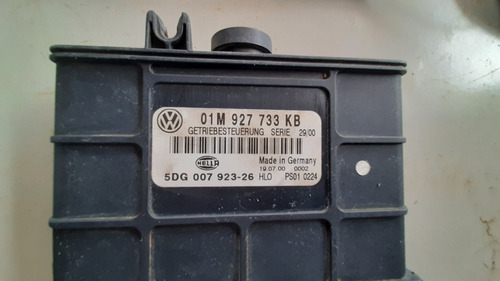 01M 927 733 KB
GETRIEBESTEUERUNG SERIE 29/00
HELLA
Made in Germany
19.07.00 0002
5DG 007 923-26 HLO PS01 0224